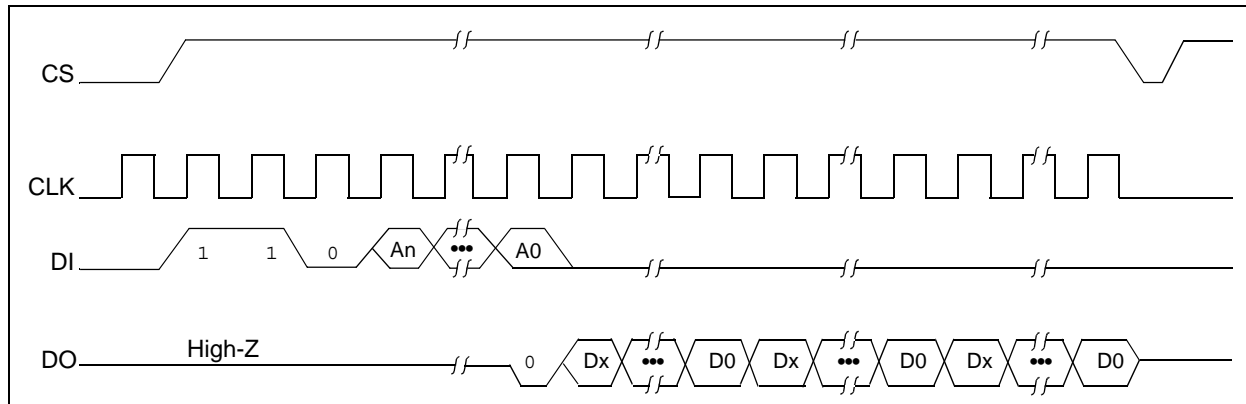 CS
CLK
DI 1 1 0 An ••• A0
DO High-Z 0 Dx ••• D0 Dx ••• D0 Dx ••• D0